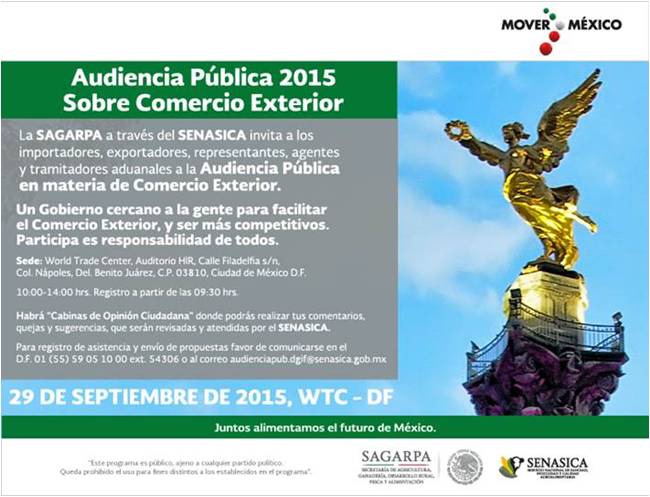 MOVER MÉXICO
Audiencia Pública 2015
Sobre Comercio Exterior
La SAGARPA a través del SENASICA invita a los
importadores, exportadores, representantes, agentes
y tramitadores aduanales a la Audiencia Pública
en materia de Comercio Exterior.
Un Gobierno cercano a la gente para facilitar
el Comercio Exterior, y ser más competitivos.
Participa es responsabilidad de todos.
Sede: World Trade Center, Auditorio HIR, Calle Filadelfia s/n,
Col. Nápoles, Del. Benito Juárez, C.P. 03810, Ciudad de México D.F.
10:00-14:00 hrs. Registro a partir de las 09:30 hrs.
Habrá "Cabinas de Opinión Ciudadana" donde podrás realizar tus comentarios,
quejas y sugerencias, que serán revisadas y atendidas por el SENASICA.
Para registro de asistencia y envío de propuestas favor de comunicarse en el
D.F. 01 (55) 59 05 10 00 ext. 54306 o al correo audienciapub.dgif@senasica.gob.mx
29 DE SEPTIEMBRE DE 2015, WTC - DF
Juntos alimentamos el futuro de México.
"Este programa es público, ajeno a cualquier partido político.
Queda prohibido el uso para fines distintos a los establecidos en el programa".
SAGARPA
SECRETARÍA DE AGRICULTURA,
GANADERÍA, DESARROLLO RURAL,
PESCA Y ALIMENTACIÓN
SENASICA
SERVICIO NACIONAL DE SANIDAD,
INOCUIDAD Y CALIDAD
AGROALIMENTARIA